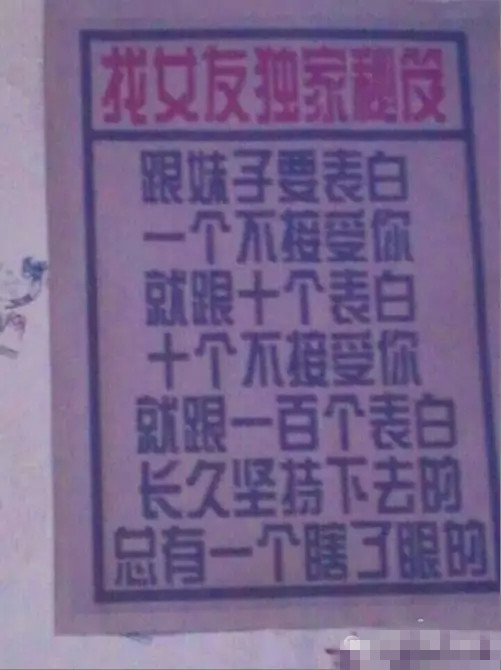 找女友独家秘笈
跟妹子要表白
一个不接受你
就跟十个表白
十个不接受你
就跟一百个表白
长久坚持下去的
总有一个瞎了眼的